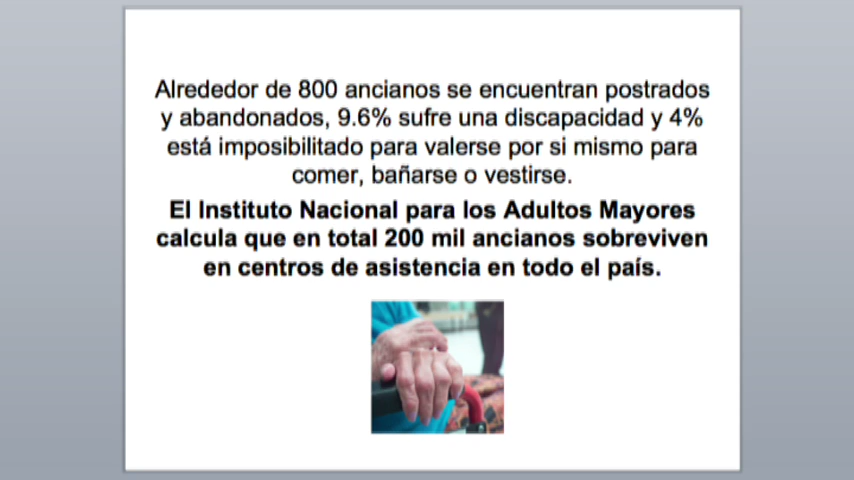 Alrededor de 800 ancianos se encuentran postrados
y abandonados, 9.6% sufre una discapacidad y 4%
está imposibilitado para valerse por si mismo para
comer, bañarse o vestirse.
El Instituto Nacional para los Adultos Mayores
calcula que en total 200 mil ancianos sobreviven
en centros de asistencia en todo el país.